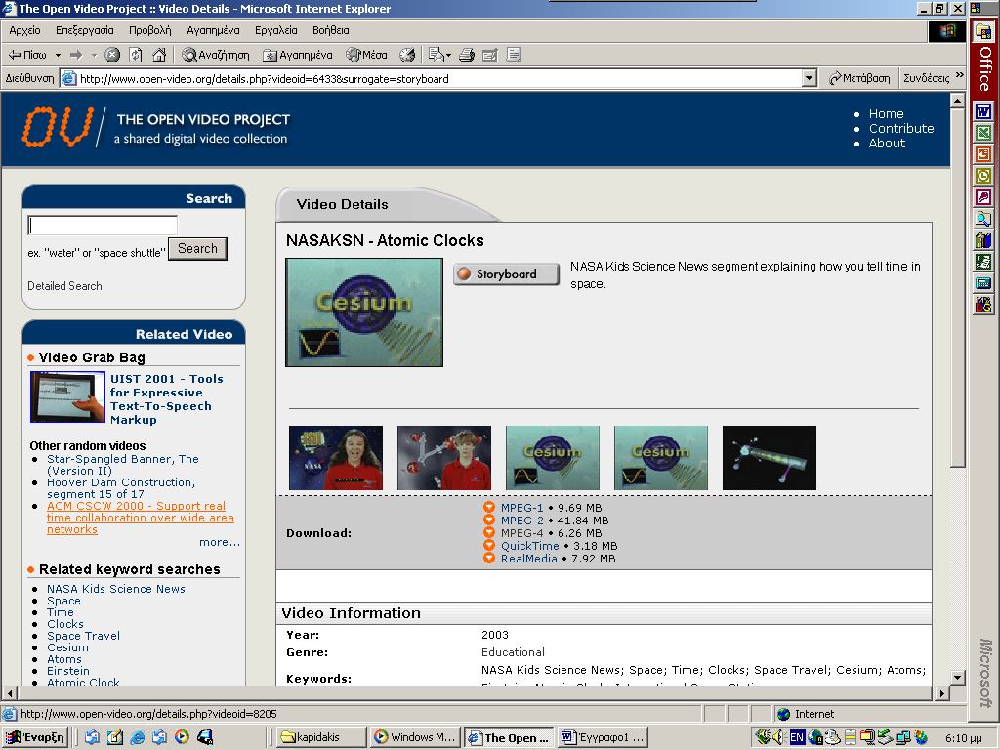 The Open Video Project :: Video Details - Microsoft Internet Explorer
Αρχείο Επεξεργασία Προβολή Αγαπημένα Εργαλεία Βοήθεια
Πίσω Αναζήτηση Αγαπημένα Μέσα
Διεύθυνση http://www.open-video.org/details.php?videoid=6433&surrogate=storyboard Μετάβαση Συνδέσεις »
Office
OV
THE OPEN VIDEO PROJECT
a shared digital video collection
• Home
• Contribute
• About
Search
ex. "water" or "space shuttle" Search
Detailed Search
Related Video
Video Grab Bag
UIST 2001 - Tools
for Expressive
Text-To-Speech
Markup
Other random videos
• Star-Spangled Banner, The
(Version II)
• Hoover Dam Construction,
segment 15 of 17
• ACM CSCW 2000 - Support real
time collaboration over wide area
networks
more...
Related keyword searches
• NASA Kids Science News
• Space
• Time
• Clocks
• Space Travel
• Cesium
• Atoms
• Einstein
• Atomic Clock
Video Details
NASAKSN - Atomic Clocks
Cesium
Storyboard
NASA Kids Science News segment explaining how you tell time in
space.
NASA
Cesium
Cesium
Download:
MPEG-1 • 9.69 MB
MPEG-2 • 41.84 MB
MPEG-4 • 6.26 MB
QuickTime • 3.18 MB
RealMedia • 7.92 MB
Video Information
Year: 2003
Genre: Educational
Keywords: NASA Kids Science News; Space; Time; Clocks; Space Travel; Cesium; Atoms;
Microsoft
http://www.open-video.org/details.php?videoid=8205 Internet
Έναρξη kapidakis Windows M... The Open ... Έγγραφο1 ... EN 6:10 μμ